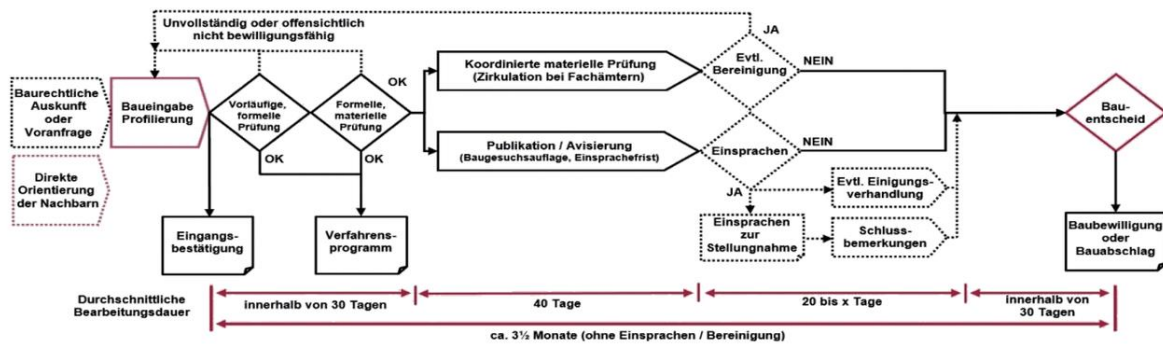 Unvollständig oder offensichtlich
nicht bewilligungsfähig
JA
Baurechtliche
Auskunft
oder
Voranfrage
Baueingabe
Profilierung
Vorläufige,
formelle
Prüfung
OK
Formelle,
materielle
Prüfung
OK
OK
Koordinierte materielle Prüfung
(Zirkulation bei Fachämtern)
Evtl.
Bereinigung
NEIN
Publikation / Avisierung
(Baugesuchsauflage, Einsprachefrist)
Einsprachen
NEIN
JA
Bau-
entscheid
Direkte
Orientierung
der Nachbarn
Evtl. Einigungs-
verhandlung
Eingangs-
bestätigung
Verfahrens-
programm
Einsprachen
zur
Stellungnahme
Schluss-
bemerkungen
Baubewilligung
oder
Bauabschlag
Durchschnittliche
Bearbeitungsdauer
innerhalb von 30 Tagen
40 Tage
20 bis x Tage
innerhalb von
30 Tagen
ca. 3½ Monate (ohne Einsprachen / Bereinigung)